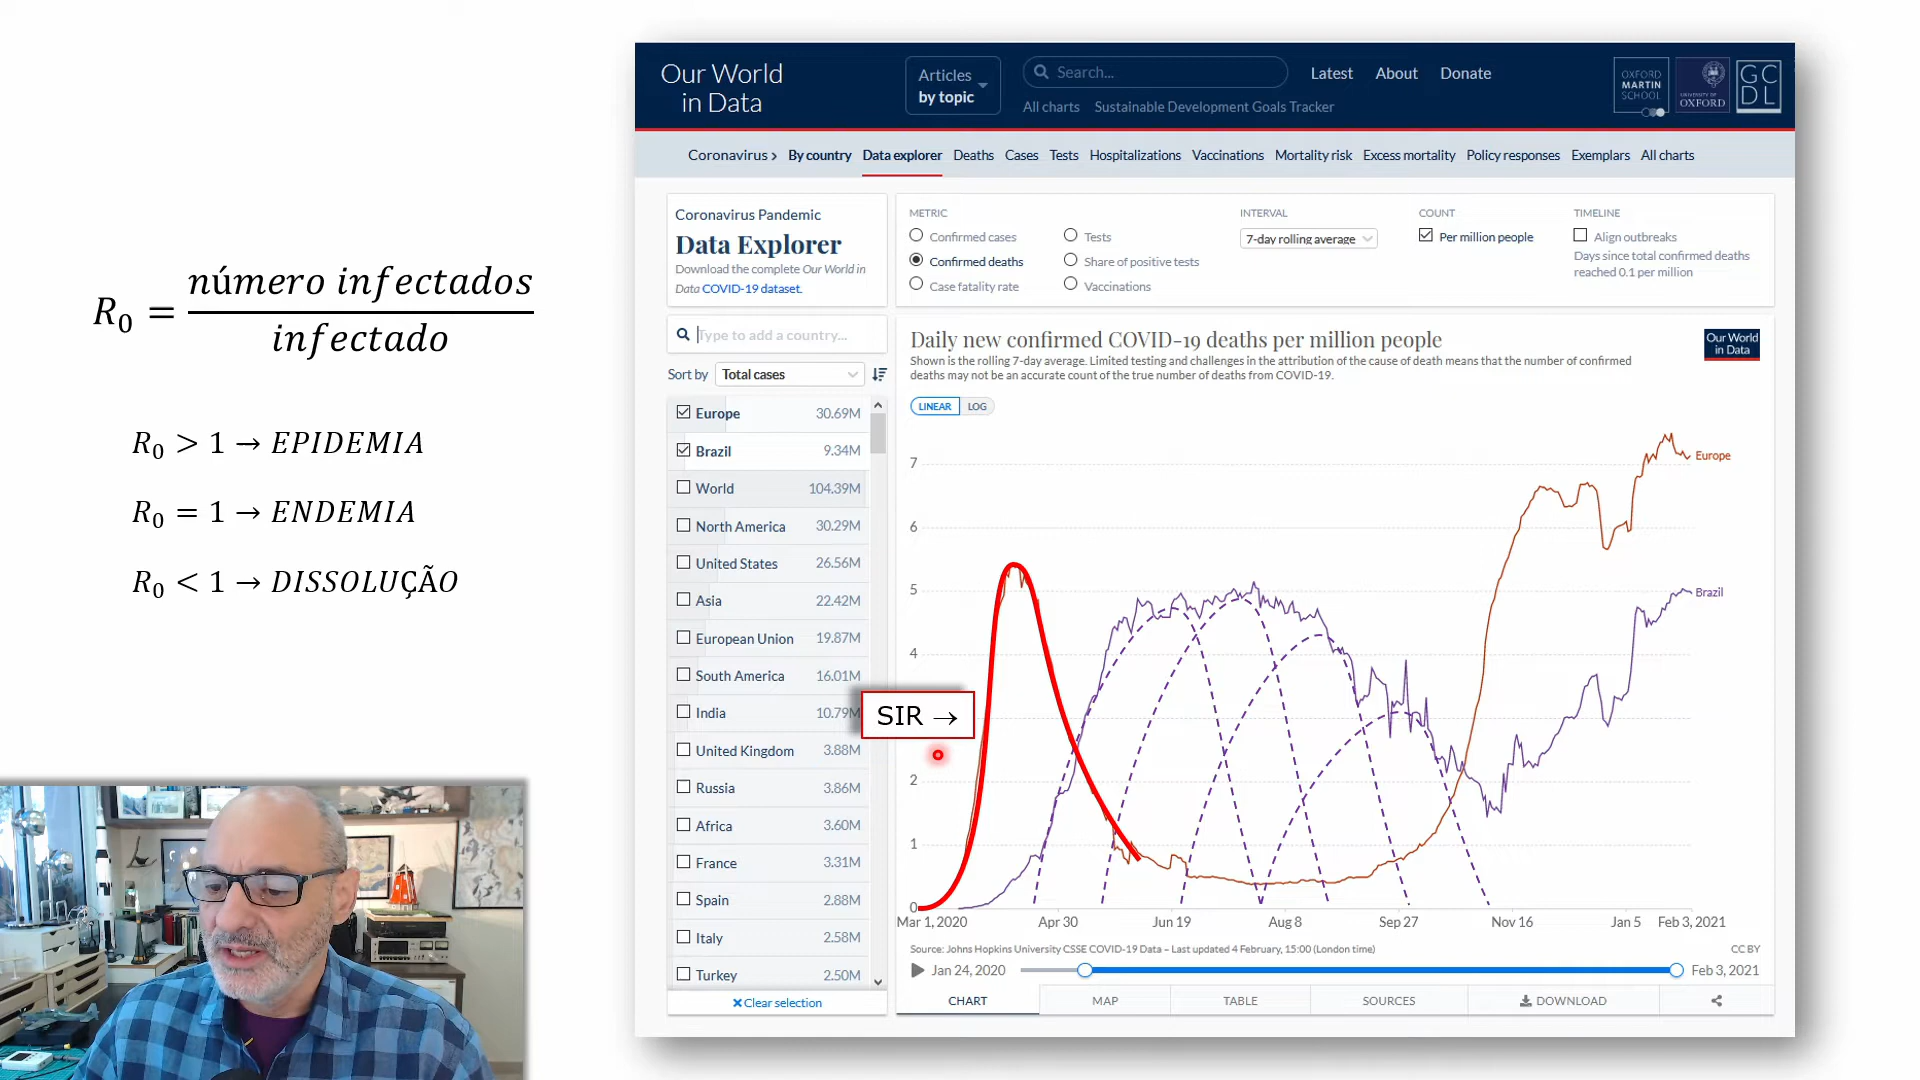 R0 = número infectados
infectado
R0 > 1 → EPIDEMIA
R0 = 1 → ENDEMIA
R0 < 1 → DISSOLUÇÃO
Our World
in Data
Articles
by topic
Search...
Latest About Donate
All charts Sustainable Development Goals Tracker
OXFORD
MARTIN
SCHOOL
UNIVERSITY OF
OXFORD
GC
DL
Coronavirus > By country Data explorer Deaths Cases Tests Hospitalizations Vaccinations Mortality risk Excess mortality Policy responses Exemplars All charts
Coronavirus Pandemic
Data Explorer
Download the complete Our World in
Data COVID-19 dataset.
METRIC
Confirmed cases
Confirmed deaths
Case fatality rate
Tests
Share of positive tests
Vaccinations
INTERVAL
7-day rolling average
COUNT
Per million people
TIMELINE
Align outbreaks
Days since total confirmed deaths
reached 0.1 per million
Type to add a country...
Sort by Total cases
Europe 30.69M
Brazil 9.34M
World 104.39M
North America 30.29M
United States 26.56M
Asia 22.42M
European Union 19.87M
South America 16.01M
India 10.79M
United Kingdom 3.88M
Russia 3.86M
Africa 3.60M
France 3.31M
Spain 2.88M
Italy 2.58M
Turkey 2.50M
Clear selection
Daily new confirmed COVID-19 deaths per million people
Shown is the rolling 7-day average. Limited testing and challenges in the attribution of the cause of death means that the number of confirmed
deaths may not be an accurate count of the true number of deaths from COVID-19.
Our World
in Data
LINEAR LOG
7
6
5
4
2
1
0
Europe
Brazil
SIR →
Mar 1, 2020 Apr 30 Jun 19 Aug 8 Sep 27 Nov 16 Jan 5 Feb 3, 2021
Source: Johns Hopkins University CSSE COVID-19 Data – Last updated 4 February, 15:00 (London time) CC BY
Jan 24, 2020 Feb 3, 2021
CHART MAP TABLE SOURCES DOWNLOAD